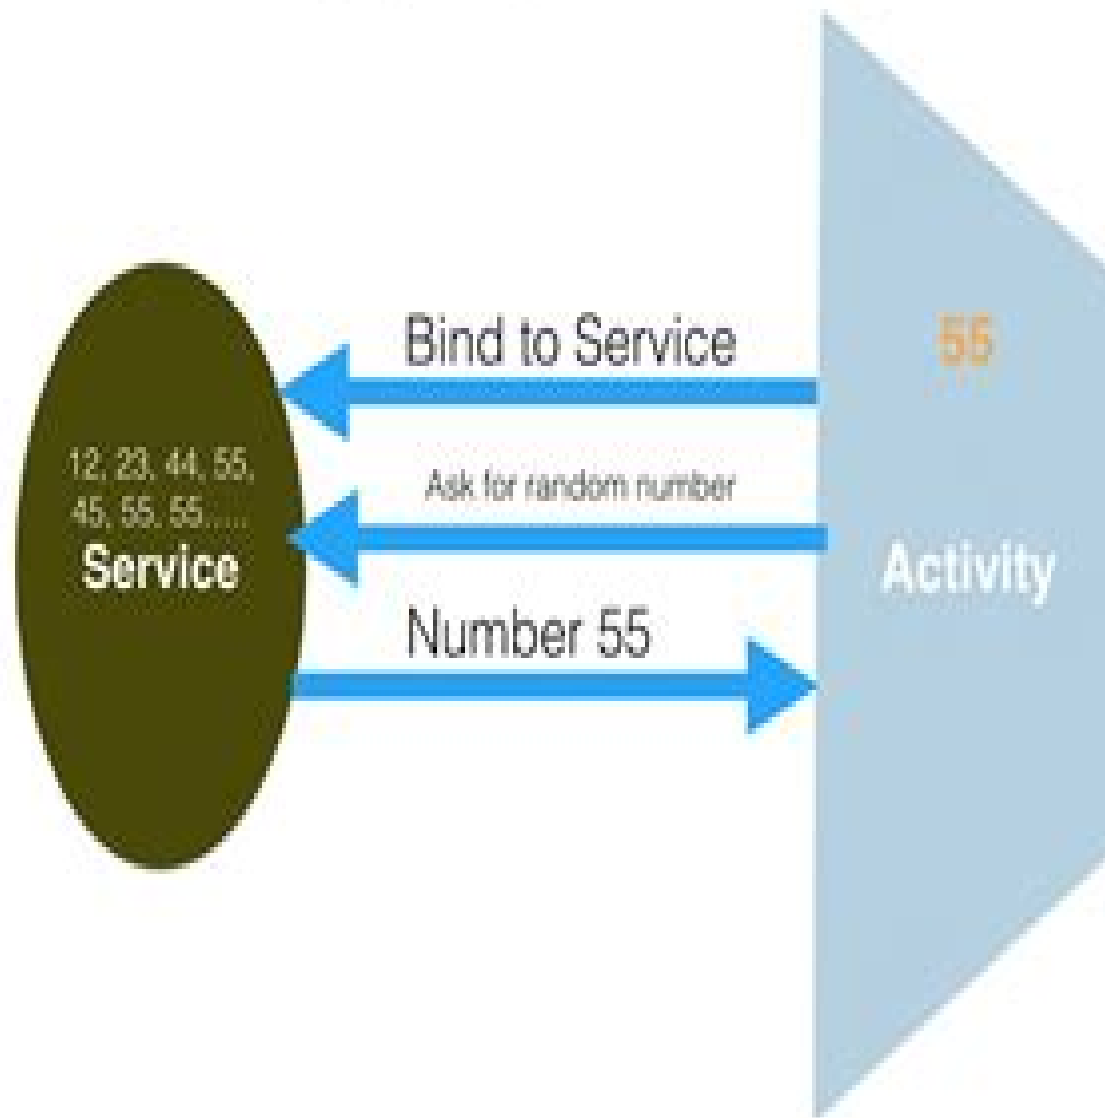 Bind to Service
55
12, 23, 44, 55,
45, 55, 55.....
Service
Ask for random number
Activity
Number 55